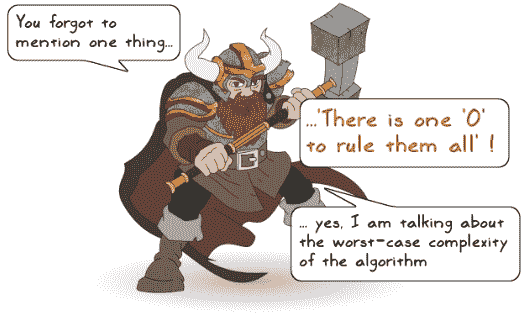 You forgot to
mention one thing...
...'There is one 'O'
to rule them all' !
... yes, I am talking about
the worst-case complexity
of the algorithm